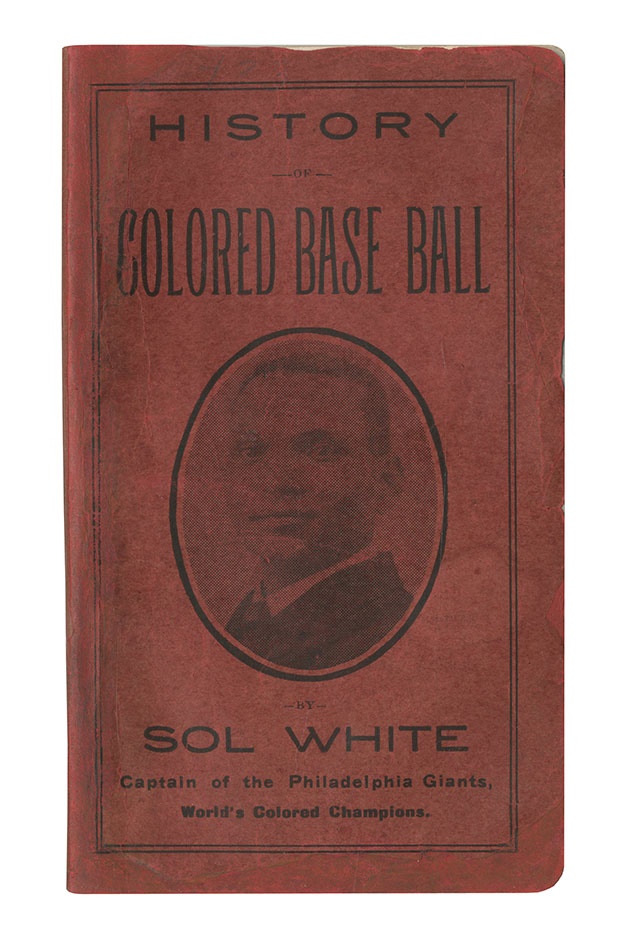 HISTORY
—OF—
COLORED BASE BALL
—BY—
SOL WHITE
Captain of the Philadelphia Giants,
World's Colored Champions.